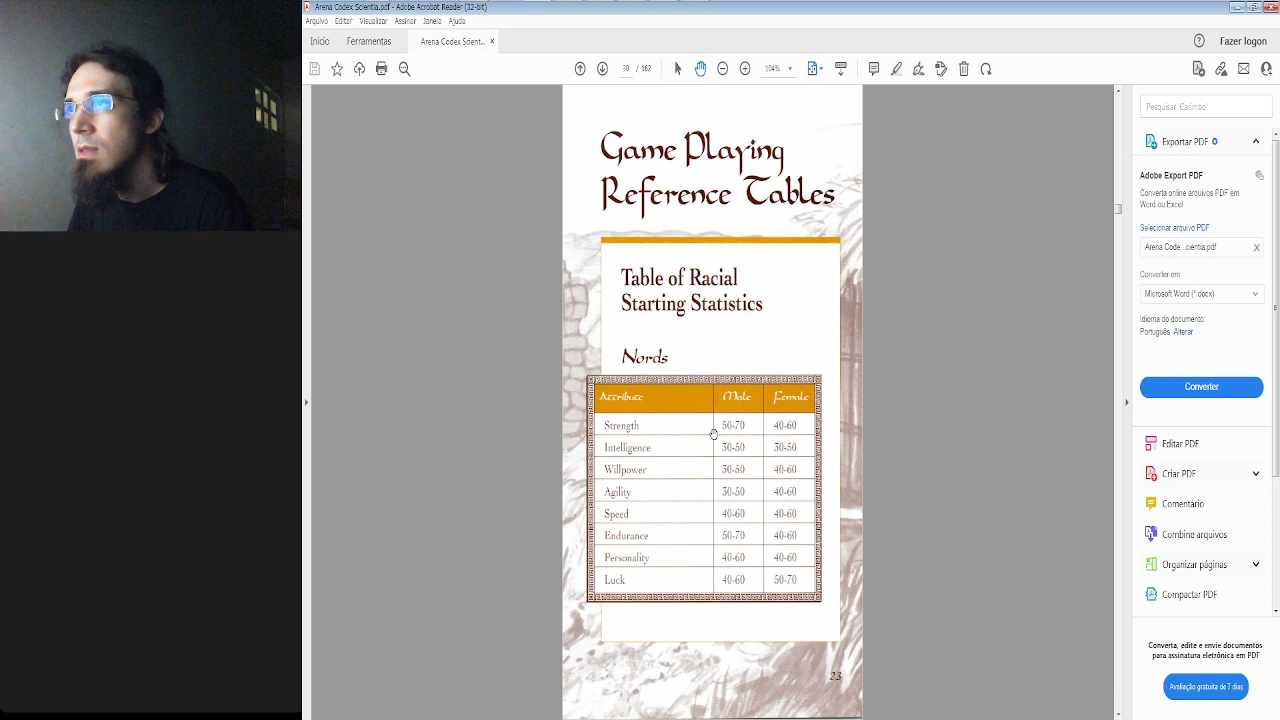 Arena Codex Scientia.pdf - Adobe Acrobat Reader (32-bit)
Arquivo Editar Visualizar Assinar Janela Ajuda
Início Ferramentas Arena Codex Scient... × Fazer logon
30 / 162 104%
Game Playing
Reference Tables
Table of Racial
Starting Statistics
Nords
Attribute Male Female
Strength 50-70 40-60
Intelligence 30-50 30-50
Willpower 30-50 40-60
Agility 30-50 40-60
Speed 40-60 40-60
Endurance 50-70 40-60
Personality 40-60 40-60
Luck 40-60 50-70
23
Pesquisar 'Carimbo'
Exportar PDF
Adobe Export PDF
Converta online arquivos PDF em
Word ou Excel
Selecionar arquivo PDF
Arena Code...cientia.pdf
Converter em
Microsoft Word (*.docx)
Idioma do documento:
Português Alterar
Converter
Editar PDF
Criar PDF
Comentário
Combine arquivos
Organizar páginas
Compactar PDF
Converta, edite e envie documentos
para assinatura eletrônica em PDF
Avaliação gratuita de 7 dias